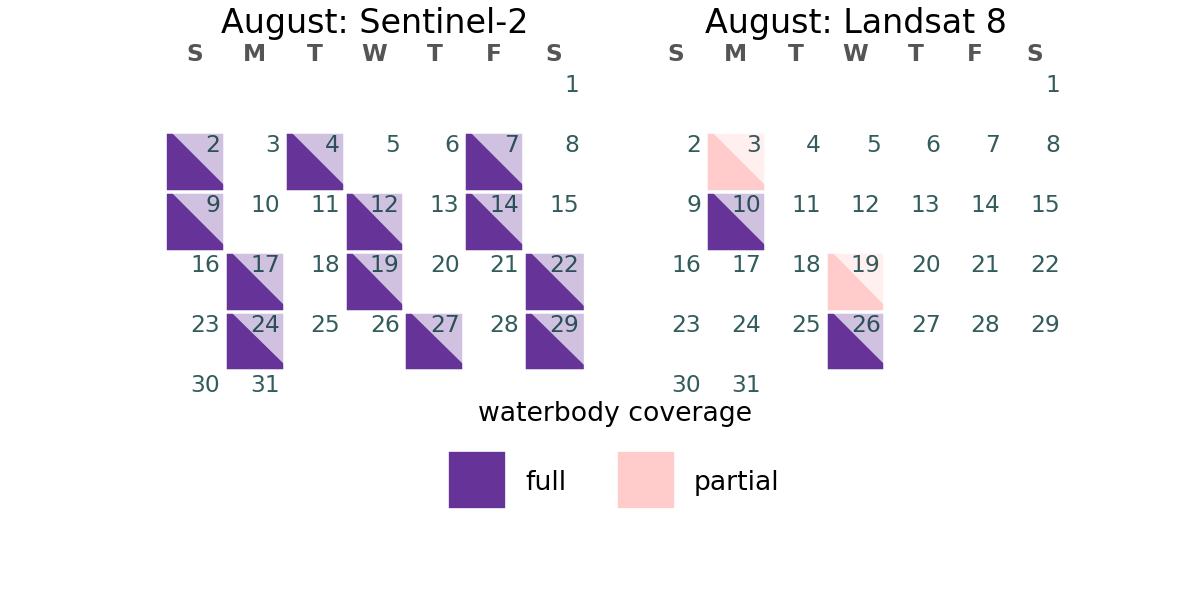 August: Sentinel-2
S M T W T F S
1
2 3 4 5 6 7 8
9 10 11 12 13 14 15
16 17 18 19 20 21 22
23 24 25 26 27 28 29
30 31
August: Landsat 8
S M T W T F S
1
2 3 4 5 6 7 8
9 10 11 12 13 14 15
16 17 18 19 20 21 22
23 24 25 26 27 28 29
30 31
waterbody coverage
full
partial